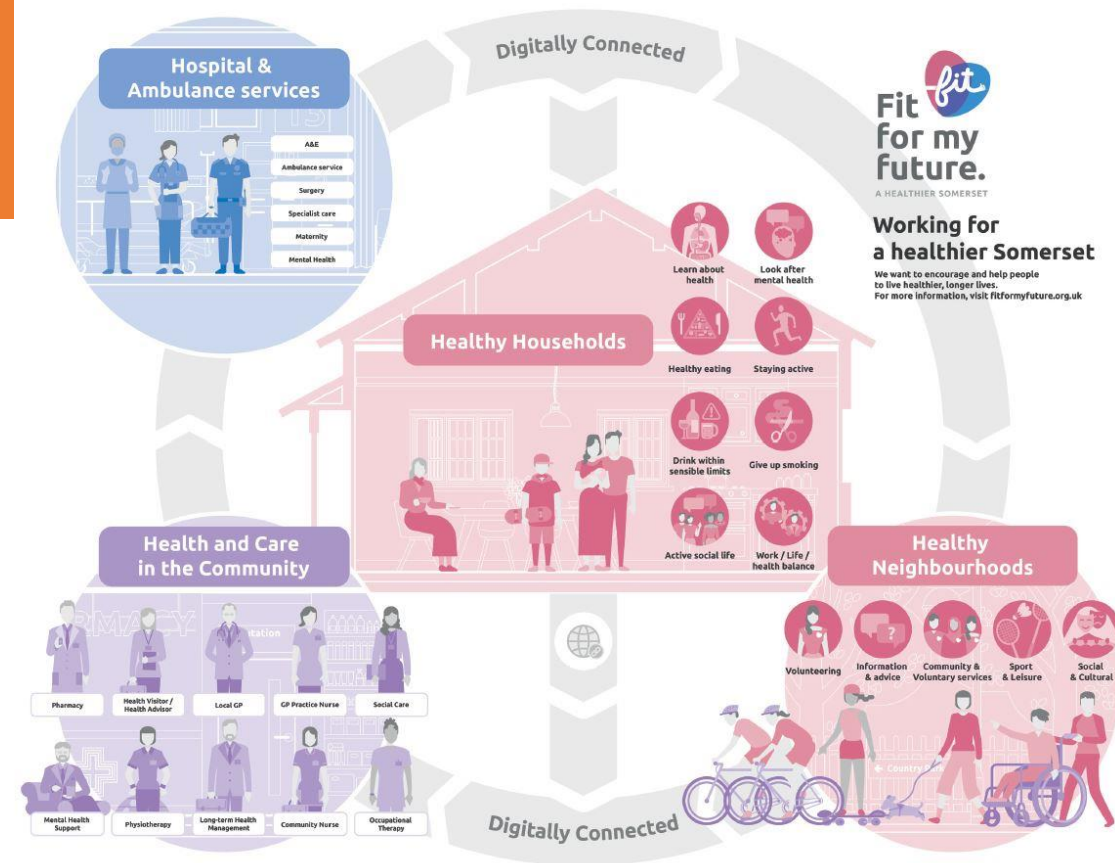 Digitally Connected
Hospital &
Ambulance services
A&E
Ambulance service
Surgery
Specialist care
Maternity
Mental Health
fit
Fit
for my
future.
A HEALTHIER SOMERSET
Working for
a healthier Somerset
We want to encourage and help people
to live healthier, longer lives.
For more information, visit fitformyfuture.org.uk
Healthy Households
Learn about
health
Look after
mental health
Healthy eating
Staying active
Drink within
sensible limits
Give up smoking
Active social life
Work / Life /
health balance
Health and Care
in the Community
Pharmacy
Health Visitor /
Health Advisor
Local GP
GP Practice Nurse
Social Care
Mental Health
Support
Physiotherapy
Long-term Health
Management
Community Nurse
Occupational
Therapy
Healthy
Neighbourhoods
Volunteering
Information
& advice
Community &
Voluntary services
Sport
& Leisure
Social
& Cultural
← Country Park
Digitally Connected